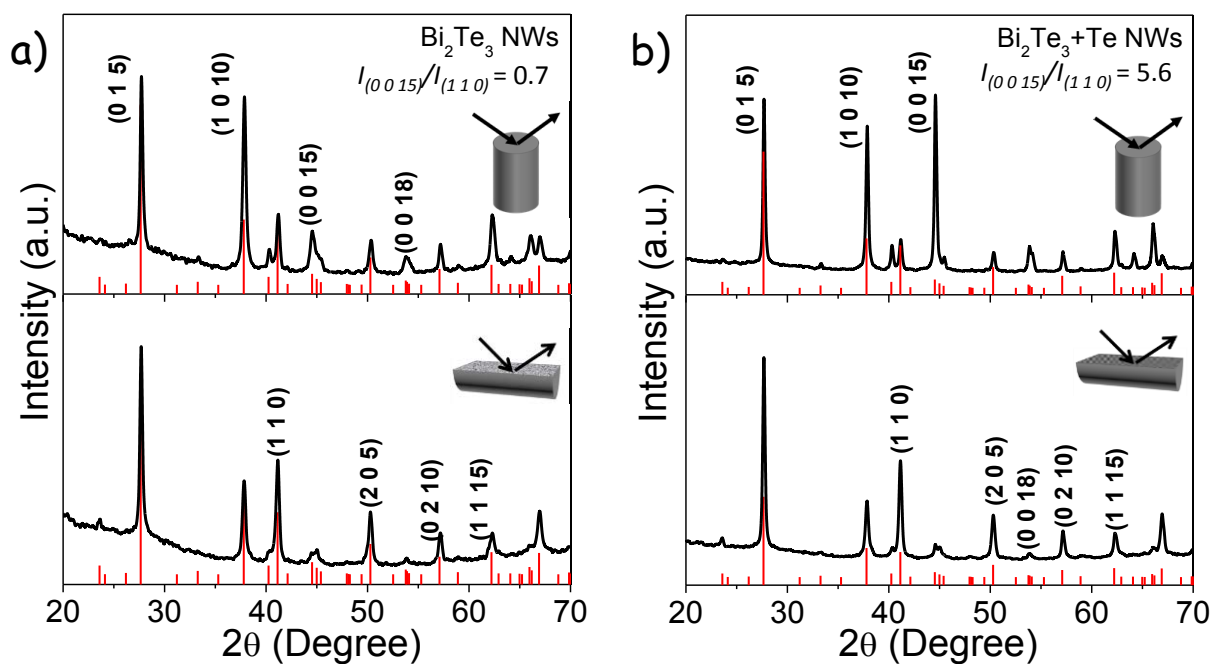 a)
Bi₂Te₃ NWs
I(0 0 15)/I(1 1 0) = 0.7
(0 1 5)
(1 0 10)
(0 0 15)
(0 0 18)
(1 1 0)
(2 0 5)
(0 2 10)
(1 1 15)
Intensity (a.u.)
20 30 40 50 60 70
2θ (Degree)
b)
Bi₂Te₃+Te NWs
I(0 0 15)/I(1 1 0) = 5.6
(0 1 5)
(1 0 10)
(0 0 15)
(1 1 0)
(2 0 5)
(0 0 18)
(0 2 10)
(1 1 15)
Intensity (a.u.)
20 30 40 50 60 70
2θ (Degree)